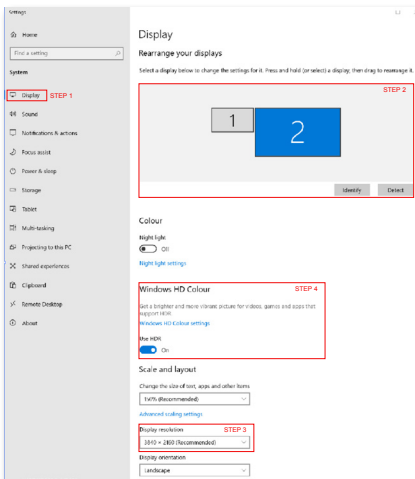 Settings
Home
Find a setting
System
Display STEP 1
Sound
Notifications & actions
Focus assist
Power & sleep
Storage
Tablet
Multi-tasking
Projecting to this PC
Shared experiences
Clipboard
Remote Desktop
About
Display
Rearrange your displays
Select a display below to change the settings for it. Press and hold (or select) a display, then drag to rearrange it.
STEP 2
1
2
Identify Detect
Colour
Night light
Off
Night light settings
Windows HD Colour STEP 4
Get a brighter and more vibrant picture for videos, games and apps that
support HDR.
Windows HD Colour settings
Use HDR
On
Scale and layout
Change the size of text, apps and other items
(Recommended)
Advanced scaling settings
Display resolution STEP 3
3840 × 2160 (Recommended)
Display orientation
Landscape